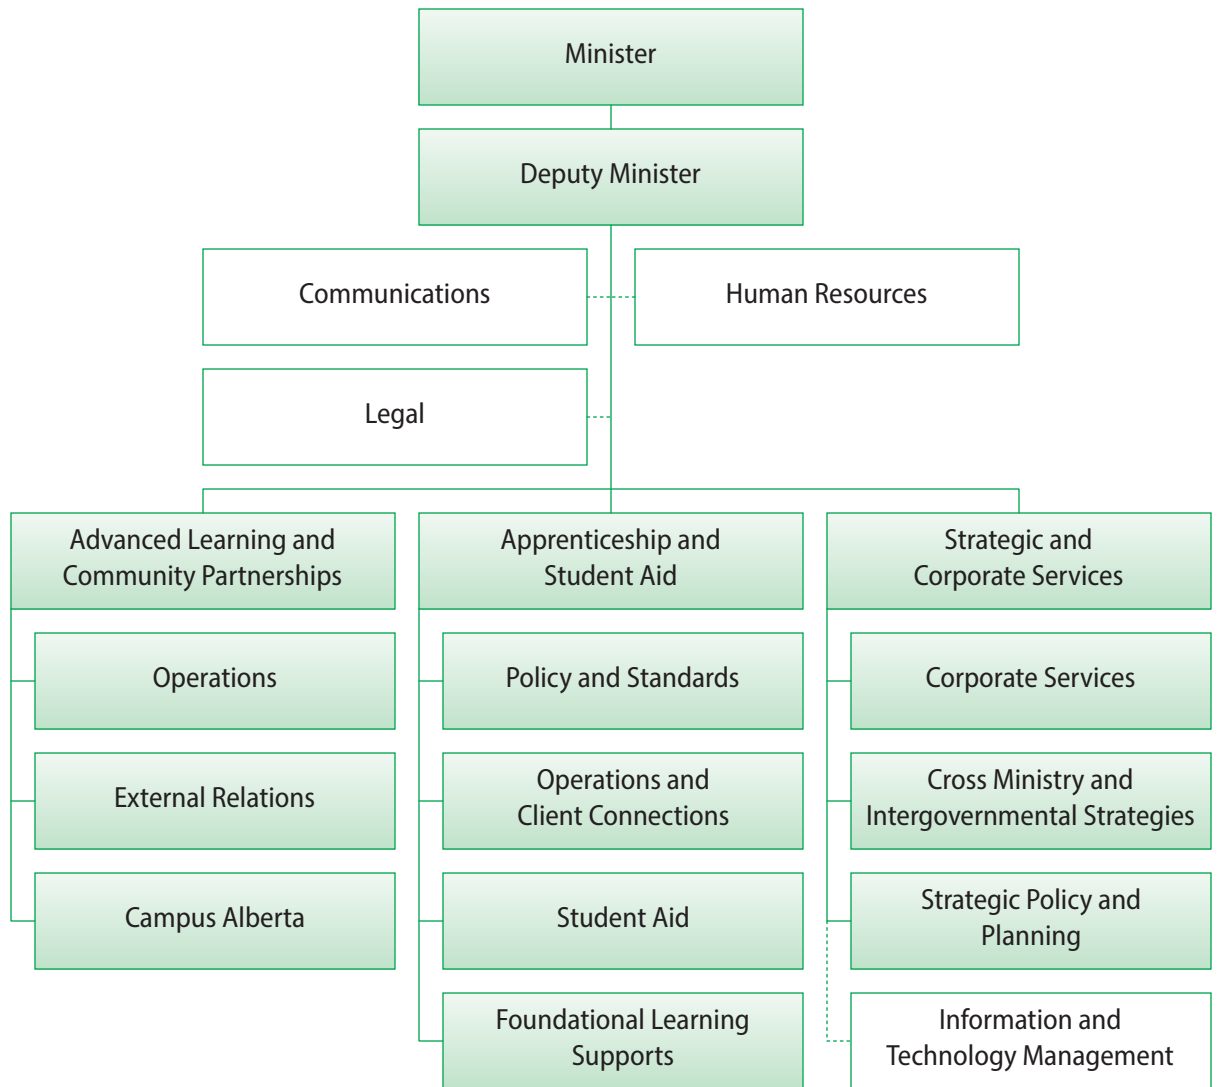 Minister
Deputy Minister
Communications
Human Resources
Legal
Advanced Learning and
Community Partnerships
Operations
External Relations
Campus Alberta
Apprenticeship and
Student Aid
Policy and Standards
Operations and
Client Connections
Student Aid
Foundational Learning
Supports
Strategic and
Corporate Services
Corporate Services
Cross Ministry and
Intergovernmental Strategies
Strategic Policy and
Planning
Information and
Technology Management